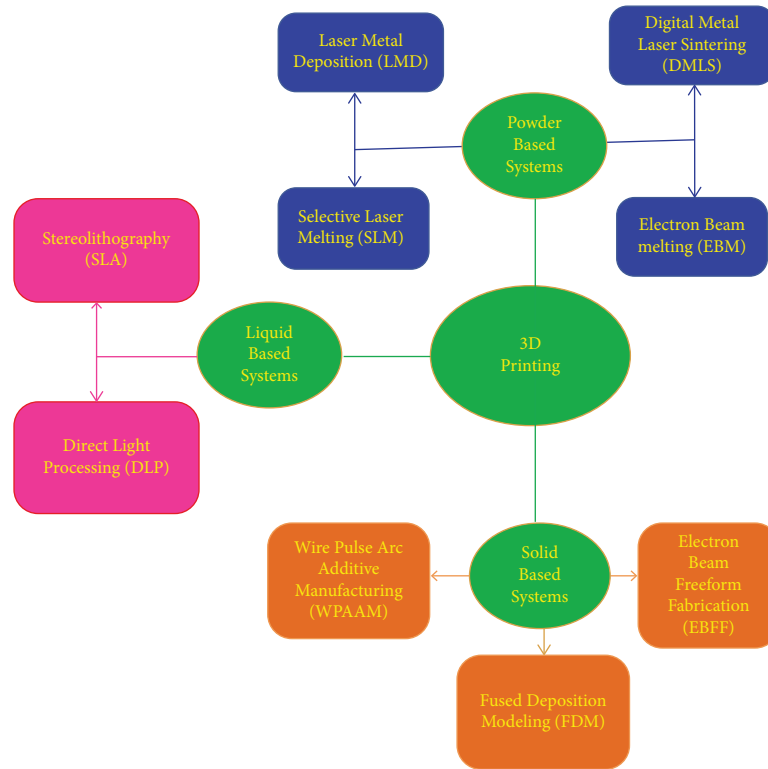 Laser Metal
Deposition (LMD)
Digital Metal
Laser Sintering
(DMLS)
Powder
Based
Systems
Selective Laser
Melting (SLM)
Electron Beam
melting (EBM)
Stereolithography
(SLA)
Liquid
Based
Systems
3D
Printing
Direct Light
Processing (DLP)
Wire Pulse Arc
Additive
Manufacturing
(WPAAM)
Solid
Based
Systems
Electron
Beam
Freeform
Fabrication
(EBFF)
Fused Deposition
Modeling (FDM)